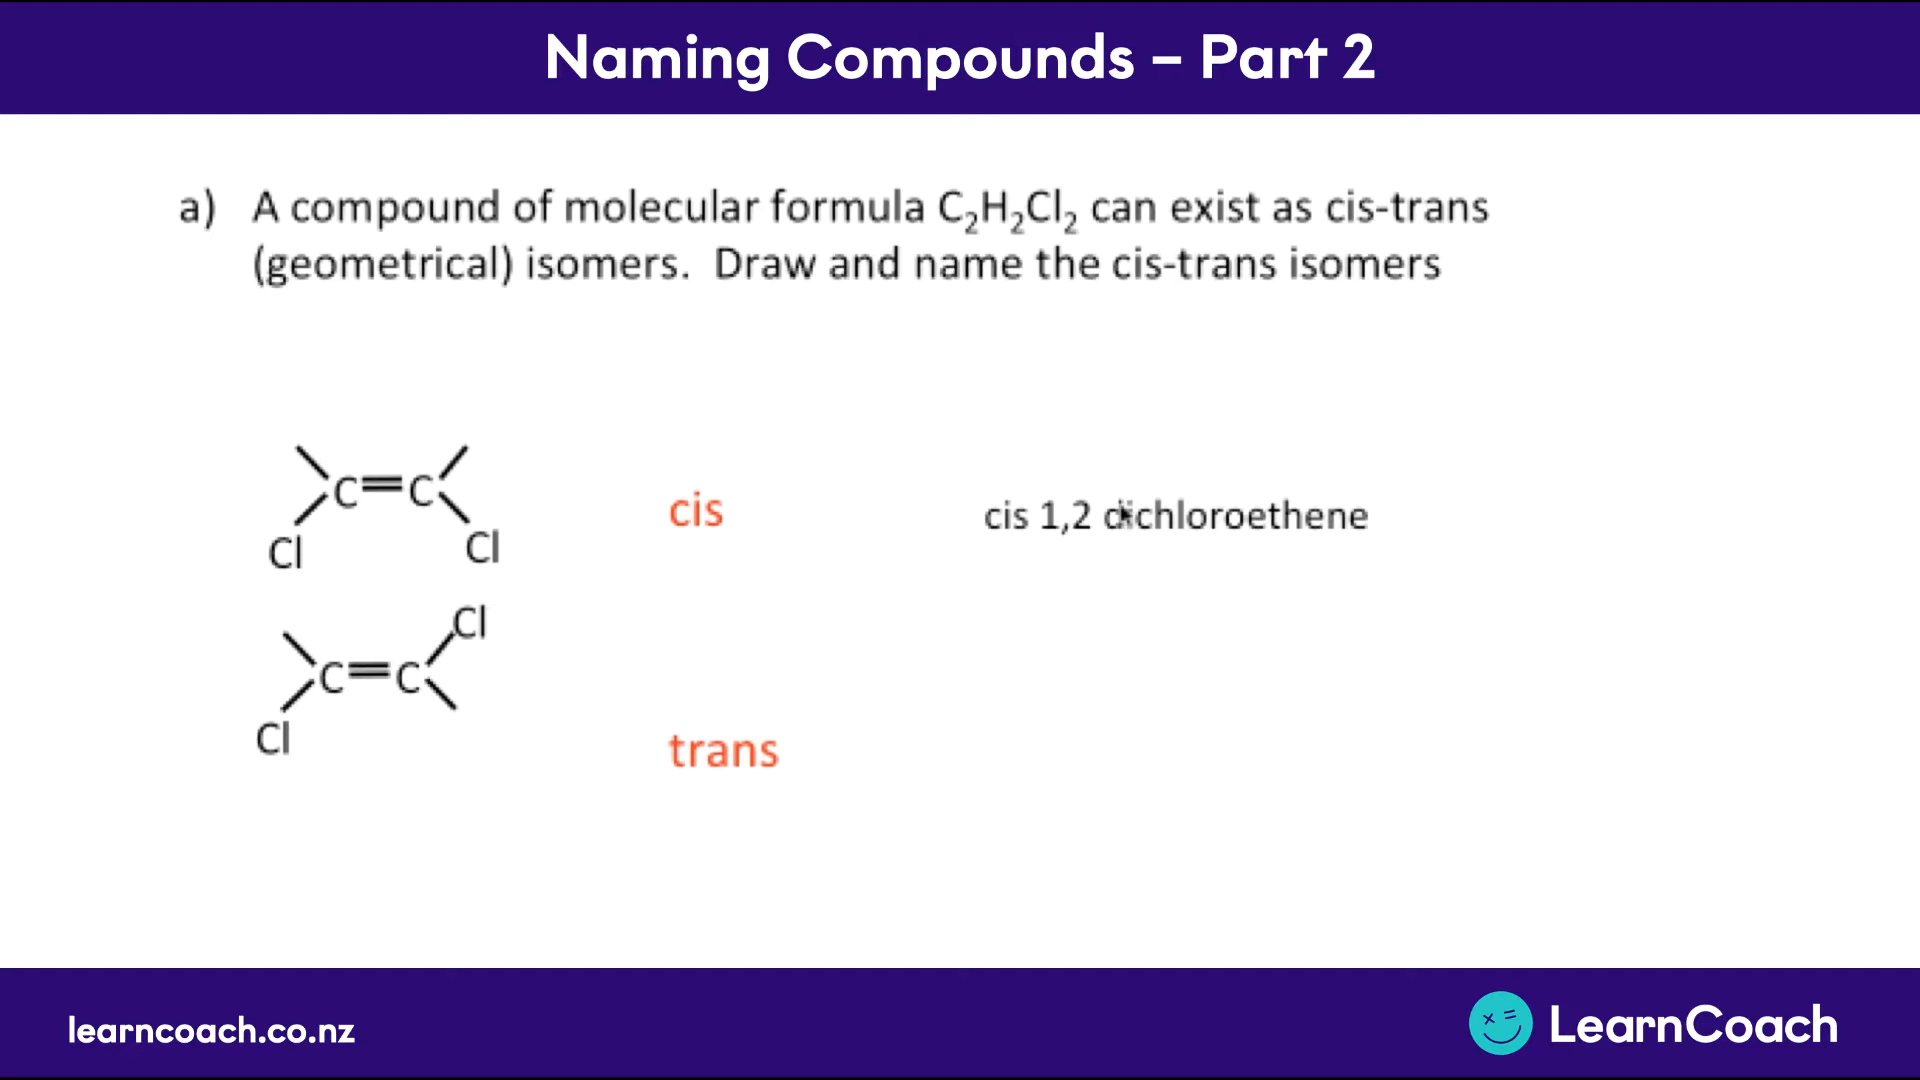 Naming Compounds – Part 2
a) A compound of molecular formula C₂H₂Cl₂ can exist as cis-trans
(geometrical) isomers. Draw and name the cis-trans isomers
C=C
Cl
Cl
cis
cis 1,2 dichloroethene
Cl
C=C
Cl
trans
learncoach.co.nz
LearnCoach